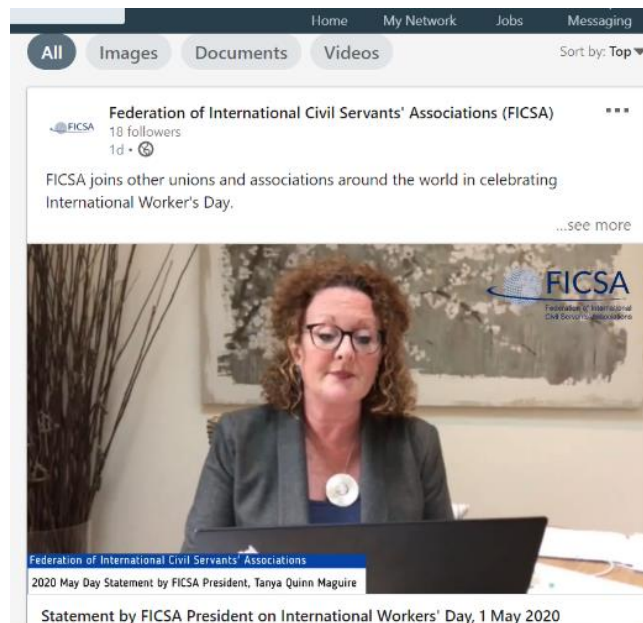 Home My Network Jobs Messaging
All Images Documents Videos Sort by: Top
FICSA
Federation of International Civil Servants' Associations (FICSA)
18 followers
1d •
FICSA joins other unions and associations around the world in celebrating
International Worker's Day.
...see more
FICSA
Federation of International
Civil Servants' Associations
Federation of International Civil Servants' Associations
2020 May Day Statement by FICSA President, Tanya Quinn Maguire
Statement by FICSA President on International Workers' Day, 1 May 2020